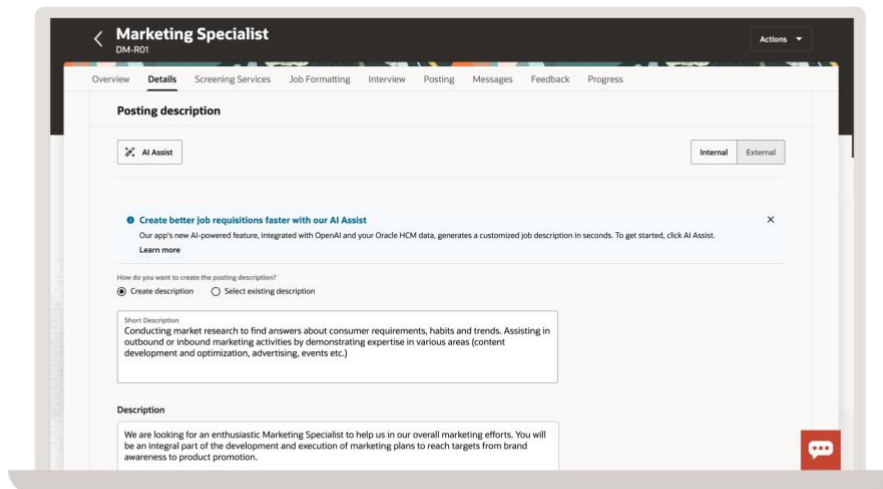 Marketing Specialist
DM-R01
Actions
Overview Details Screening Services Job Formatting Interview Posting Messages Feedback Progress
Posting description
AI Assist
Internal External
Create better job requisitions faster with our AI Assist
Our app's new AI-powered feature, integrated with OpenAI and your Oracle HCM data, generates a customized job description in seconds. To get started, click AI Assist.
Learn more
How do you want to create the posting description?
Create description Select existing description
Short Description
Conducting market research to find answers about consumer requirements, habits and trends. Assisting in
outbound or inbound marketing activities by demonstrating expertise in various areas (content
development and optimization, advertising, events etc.)
Description
We are looking for an enthusiastic Marketing Specialist to help us in our overall marketing efforts. You will
be an integral part of the development and execution of marketing plans to reach targets from brand
awareness to product promotion.